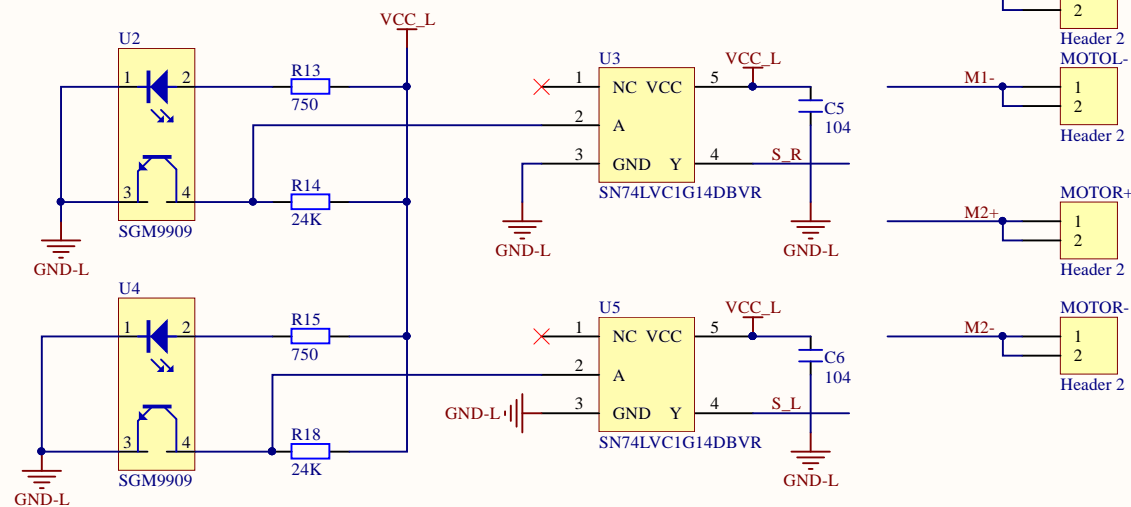 VCC_L
U2
1
2
R13
750
3
4
R14
24K
SGM9909
GND-L
U3
1
NC
VCC
5
VCC_L
2
A
3
GND
Y
4
S_R
SN74LVC1G14DBVR
C5
104
GND-L
GND-L
U4
1
2
R15
750
3
4
R18
24K
SGM9909
GND-L
U5
1
NC
VCC
5
VCC_L
2
A
GND-L
3
GND
Y
4
S_L
SN74LVC1G14DBVR
C6
104
GND-L
2
Header 2
MOTOL-
M1-
1
2
Header 2
MOTOR+
M2+
1
2
Header 2
MOTOR-
M2-
1
2
Header 2